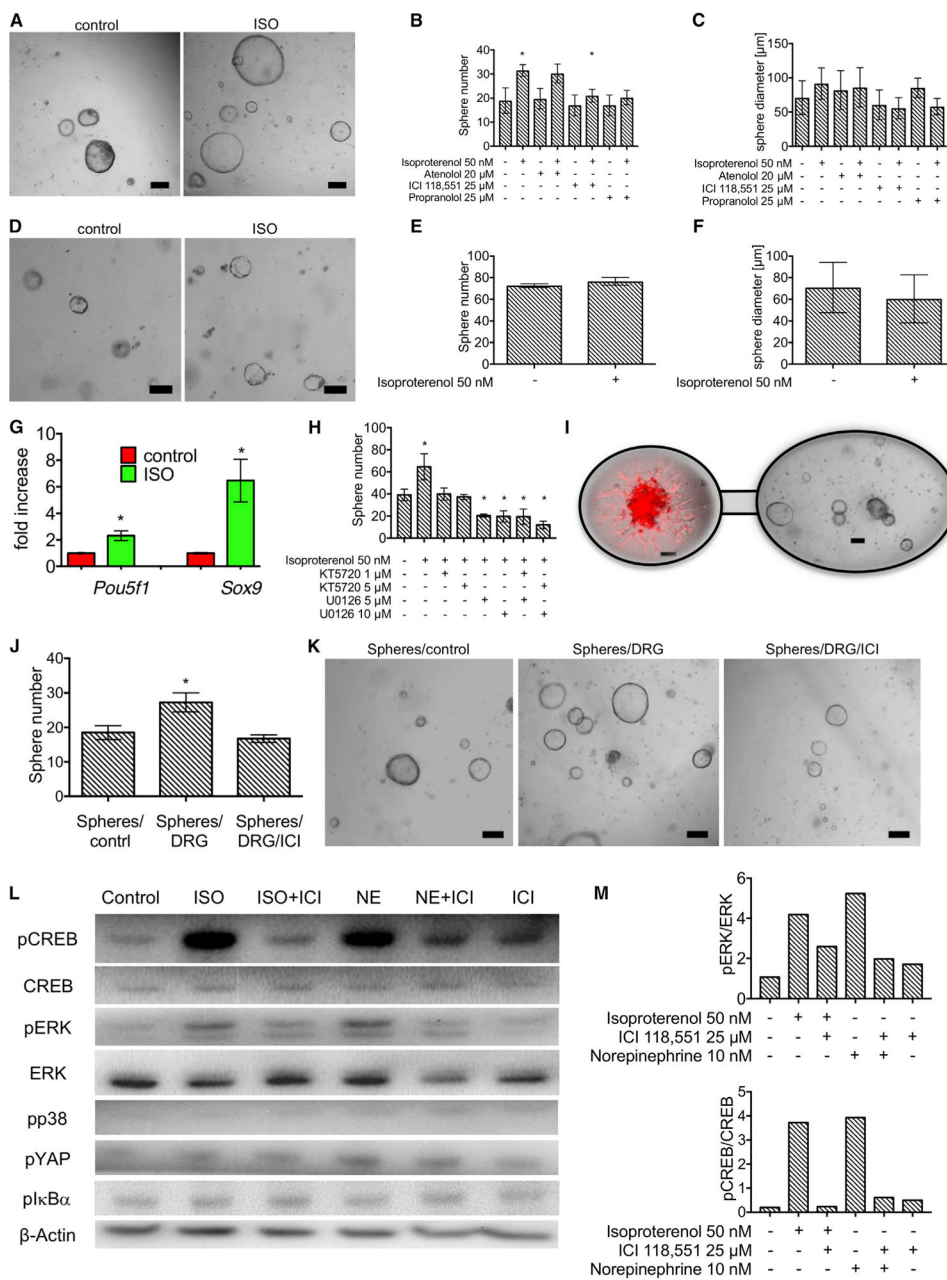 A
control
ISO
B
Sphere number
40
30
20
10
0
* *
Isoproterenol 50 nM - + - + - + - +
Atenolol 20 µM - - + + - - - -
ICI 118,551 25 µM - - - - + + - -
Propranolol 25 µM - - - - - - + +
C
sphere diameter [µm]
150
100
50
0
Isoproterenol 50 nM - + - + - + - +
Atenolol 20 µM - - + + - - - -
ICI 118,551 25 µM - - - - + + - -
Propranolol 25 µM - - - - - - + +
D
control
ISO
E
Sphere number
100
80
60
40
20
0
Isoproterenol 50 nM - +
F
sphere diameter [µm]
100
80
60
40
20
0
Isoproterenol 50 nM - +
G
fold increase
10
8
6
4
2
0
control
ISO
* *
Pou5f1 Sox9
H
Sphere number
100
80
60
40
20
0
* * * * *
Isoproterenol 50 nM - + + + + + + +
KT5720 1 µM - - + - - - + -
KT5720 5 µM - - - + - - - +
U0126 5 µM - - - - + - + -
U0126 10 µM - - - - - + - +
I
J
Sphere number
40
30
20
10
0
*
Spheres/ Spheres/ Spheres/
contrl DRG DRG/ICI
K
Spheres/control
Spheres/DRG
Spheres/DRG/ICI
L
Control ISO ISO+ICI NE NE+ICI ICI
pCREB
CREB
pERK
ERK
pp38
pYAP
pIκBα
β-Actin
M
pERK/ERK
6
4
2
0
Isoproterenol 50 nM - + + - - -
ICI 118,551 25 µM - - + - + +
Norepinephrine 10 nM - - - + + -
pCREB/CREB
5
4
3
2
1
0
Isoproterenol 50 nM - + + - - -
ICI 118,551 25 µM - - + - + +
Norepinephrine 10 nM - - - + + -